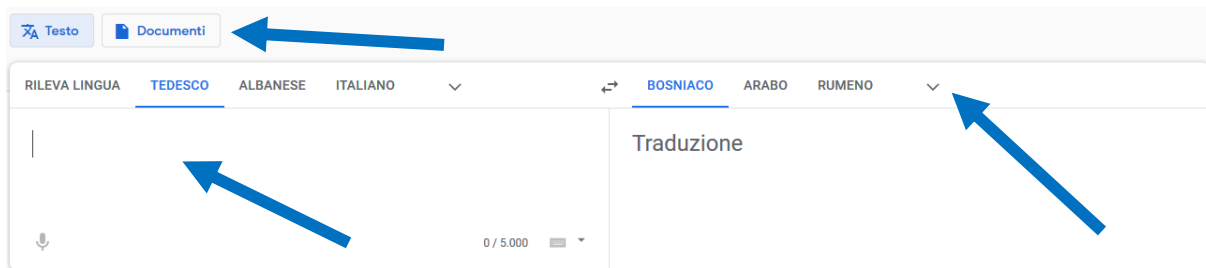 Testo Documenti
RILEVA LINGUA TEDESCO ALBANESE ITALIANO BOSNIACO ARABO RUMENO
Traduzione
0 / 5.000